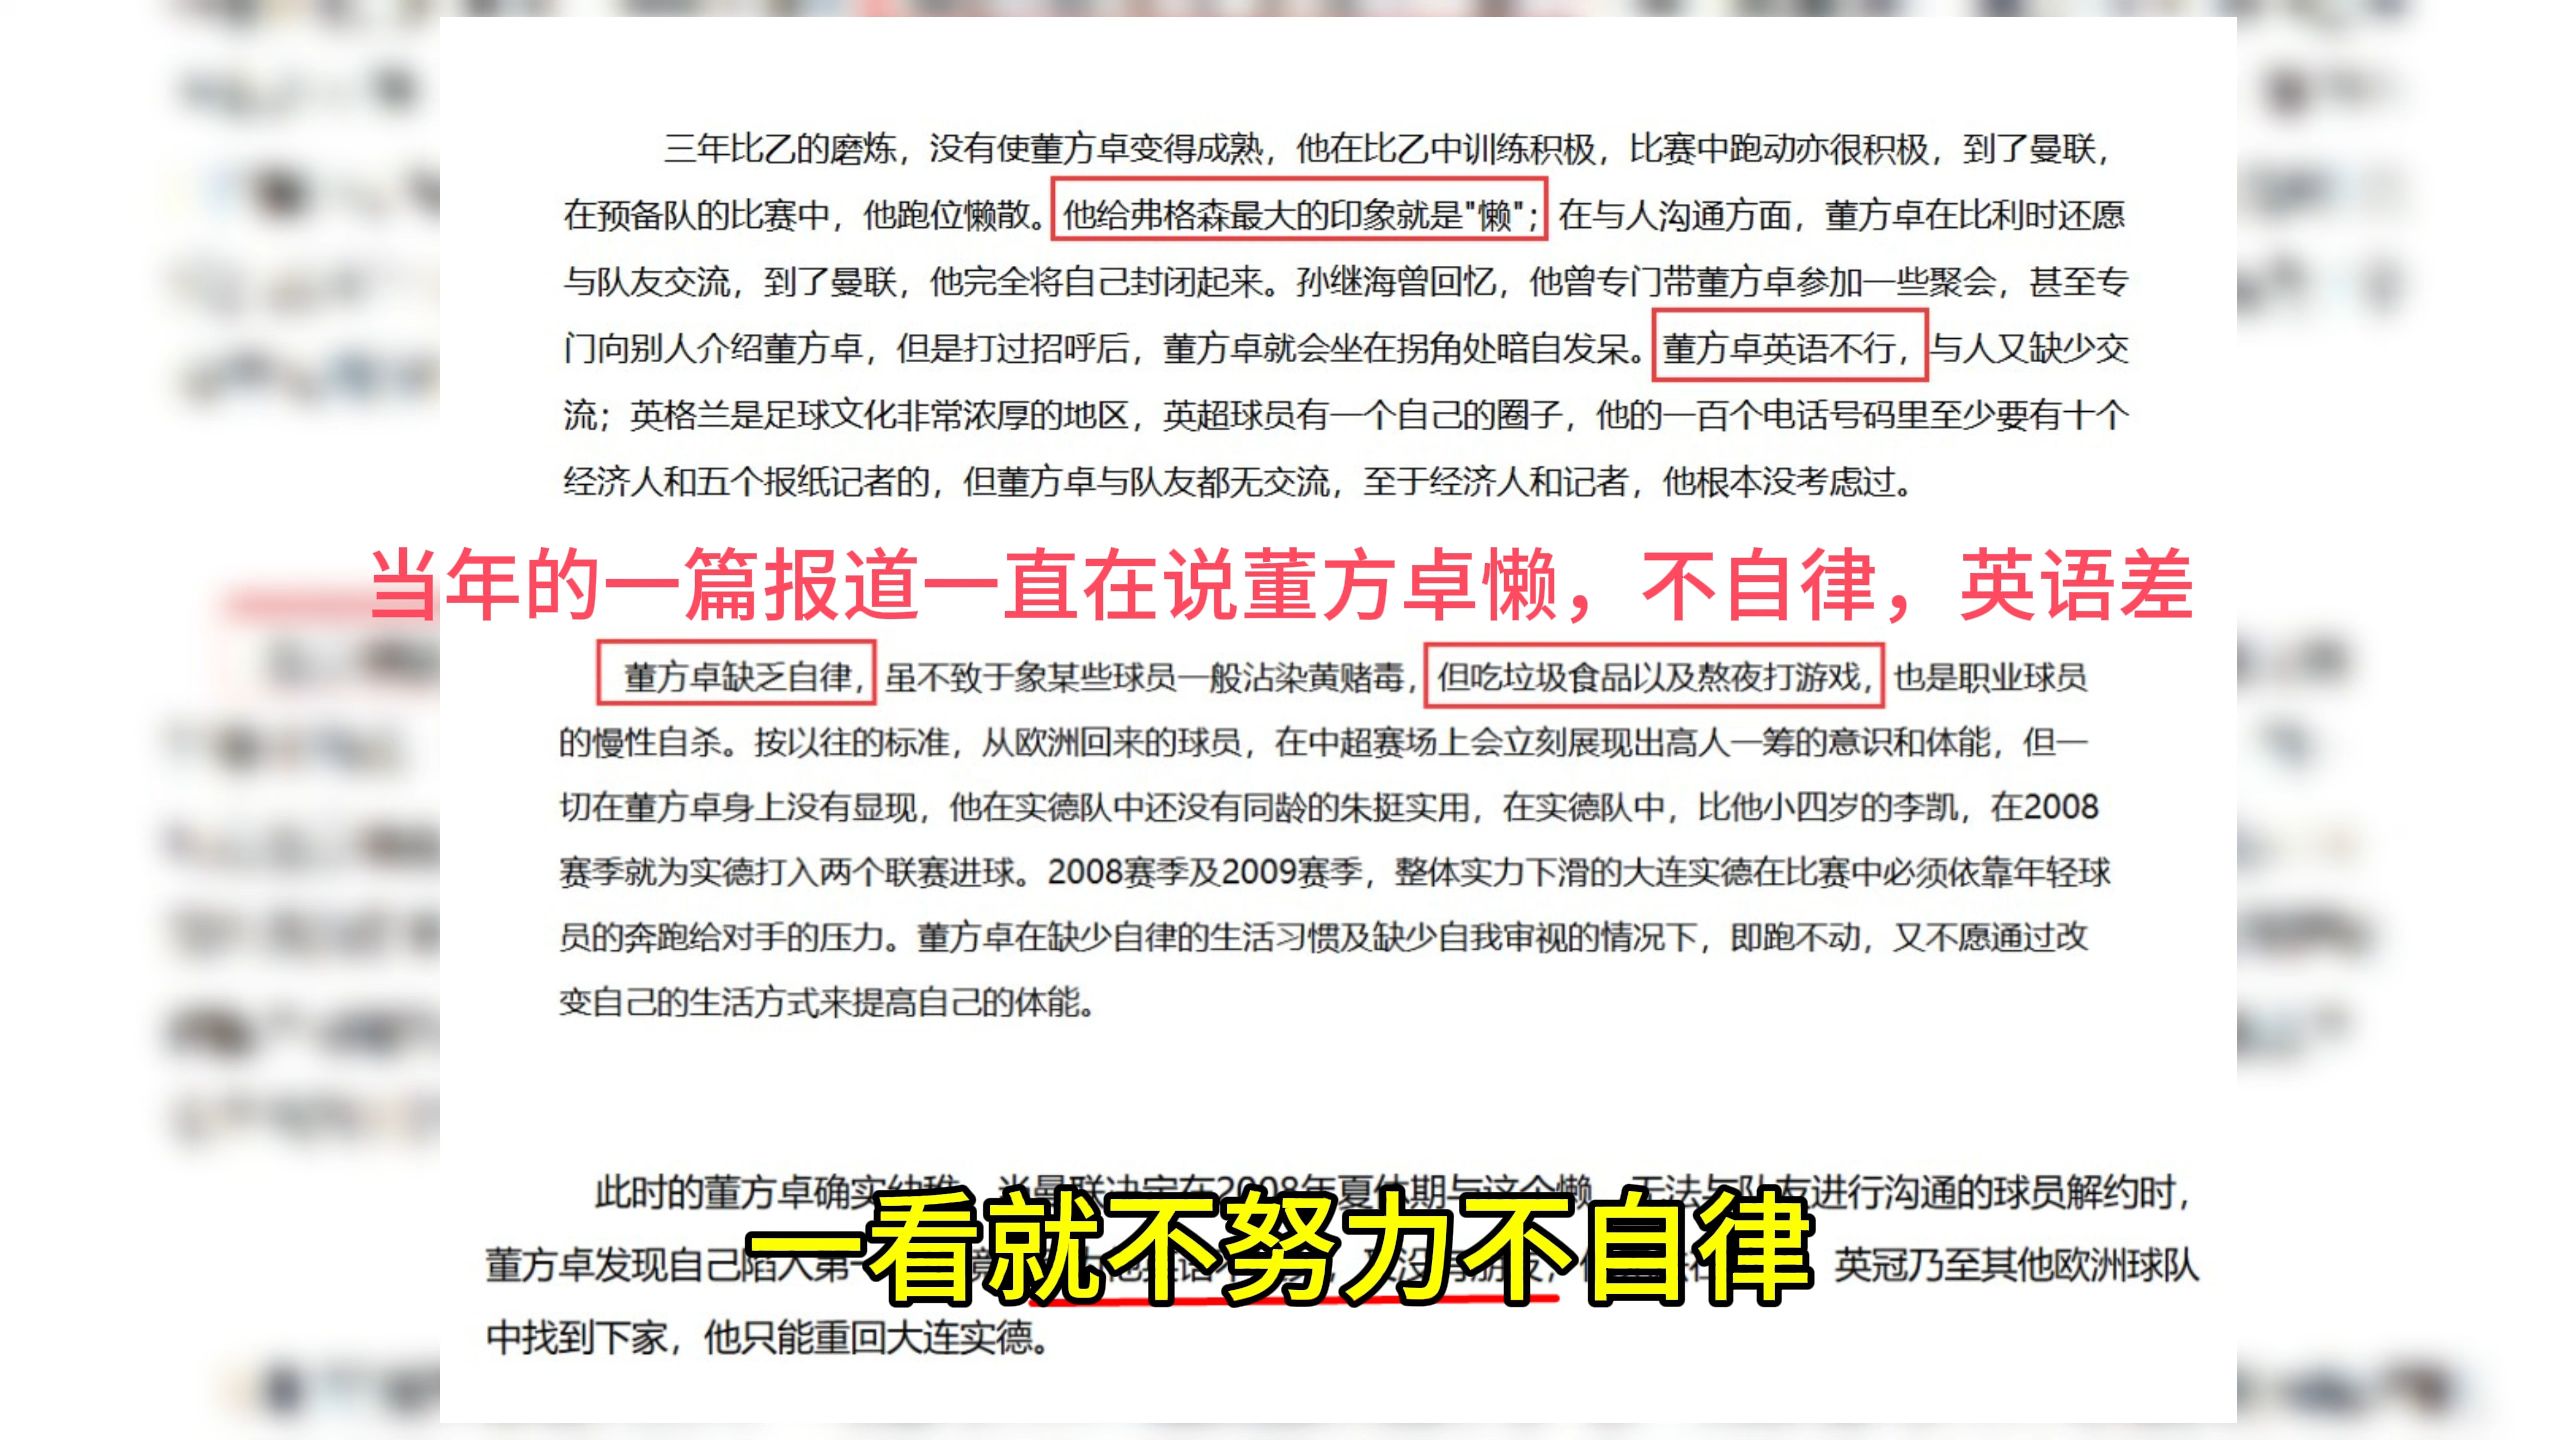 三年比乙的磨炼，没有使董方卓变得成熟，他在比乙中训练积极，比赛中跑动亦很积极，到了曼联，
在预备队的比赛中，他跑位懒散。他给弗格森最大的印象就是"懒"；在与人沟通方面，董方卓在比利时还愿
与队友交流，到了曼联，他完全将自己封闭起来。孙继海曾回忆，他曾专门带董方卓参加一些聚会，甚至专
门向别人介绍董方卓，但是打过招呼后，董方卓就会坐在拐角处暗自发呆。董方卓英语不行，与人又缺少交
流；英格兰是足球文化非常浓厚的地区，英超球员有一个自己的圈子，他的一百个电话号码里至少要有十个
经济人和五个报纸记者的，但董方卓与队友都无交流，至于经济人和记者，他根本没考虑过。
当年的一篇报道一直在说董方卓懒，不自律，英语差
董方卓缺乏自律，虽不致于象某些球员一般沾染黄赌毒，但吃垃圾食品以及熬夜打游戏，也是职业球员
的慢性自杀。按以往的标准，从欧洲回来的球员，在中超赛场上会立刻展现出高人一筹的意识和体能，但一
切在董方卓身上没有显现，他在实德队中还没有同龄的朱挺实用，在实德队中，比他小四岁的李凯，在2008
赛季就为实德打入两个联赛进球。2008赛季及2009赛季，整体实力下滑的大连实德在比赛中必须依靠年轻球
员的奔跑给对手的压力。董方卓在缺少自律的生活习惯及缺少自我审视的情况下，即跑不动，又不愿通过改
变自己的生活方式来提高自己的体能。
此时的董方卓确实幼稚，当曼联决定在2008年夏休期与这个懒、无法与队友进行沟通的球员解约时，
一看就不努力不自律
董方卓发现自己陷入第一 英冠乃至其他欧洲球队
中找到下家，他只能重回大连实德。